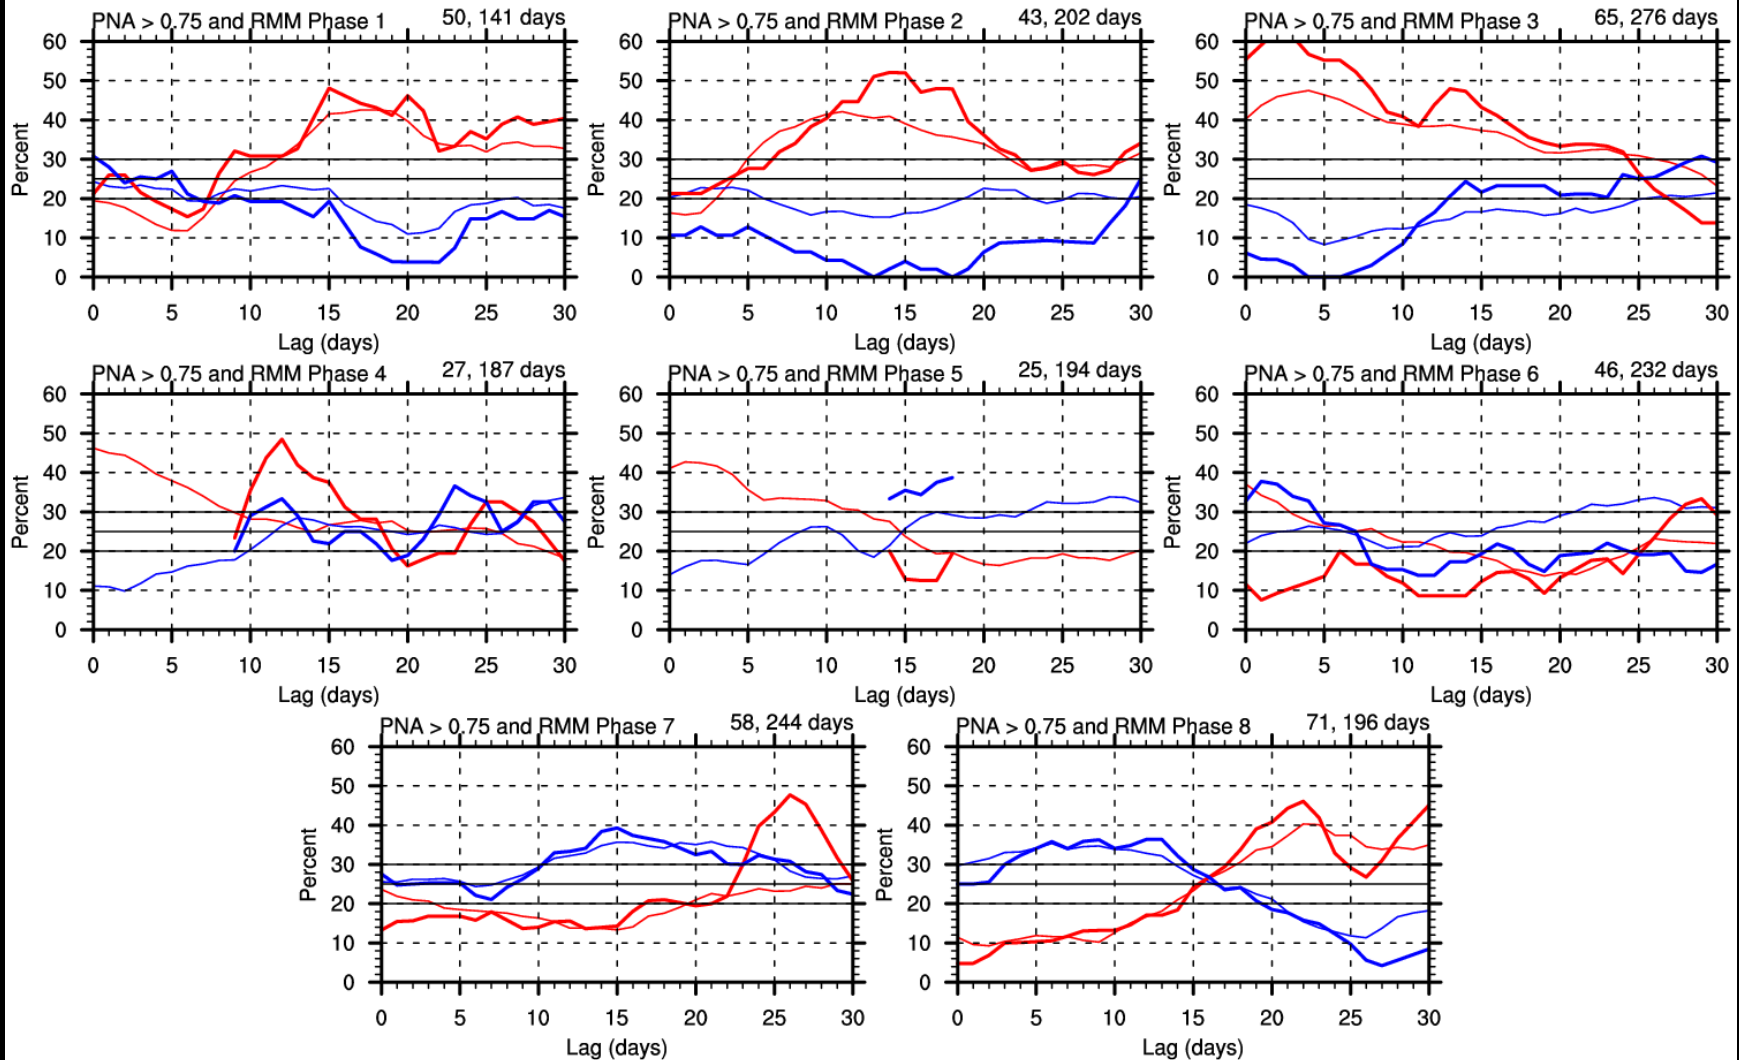 PNA > 0.75 and RMM Phase 1 50, 141 days
60
50
40
30
20
10
0
Percent
0 5 10 15 20 25 30
Lag (days)
PNA > 0.75 and RMM Phase 2 43, 202 days
60
50
40
30
20
10
0
Percent
0 5 10 15 20 25 30
Lag (days)
PNA > 0.75 and RMM Phase 3 65, 276 days
60
50
40
30
20
10
0
Percent
0 5 10 15 20 25 30
Lag (days)
PNA > 0.75 and RMM Phase 4 27, 187 days
60
50
40
30
20
10
0
Percent
0 5 10 15 20 25 30
Lag (days)
PNA > 0.75 and RMM Phase 5 25, 194 days
60
50
40
30
20
10
0
Percent
0 5 10 15 20 25 30
Lag (days)
PNA > 0.75 and RMM Phase 6 46, 232 days
60
50
40
30
20
10
0
Percent
0 5 10 15 20 25 30
Lag (days)
PNA > 0.75 and RMM Phase 7 58, 244 days
60
50
40
30
20
10
0
Percent
0 5 10 15 20 25 30
Lag (days)
PNA > 0.75 and RMM Phase 8 71, 196 days
60
50
40
30
20
10
0
Percent
0 5 10 15 20 25 30
Lag (days)